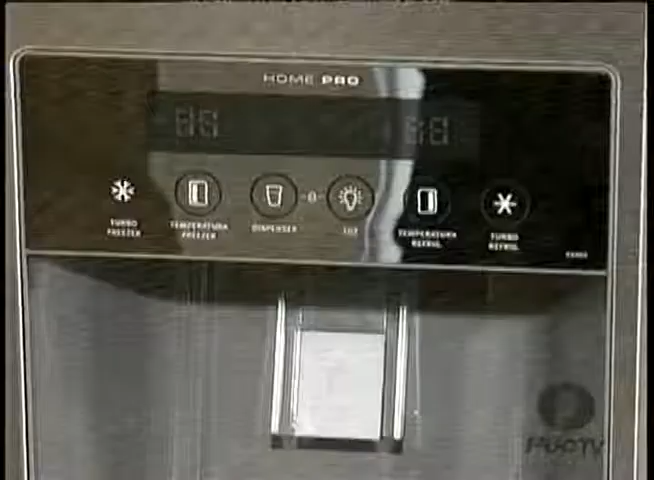 HOME PRO
TURBO
FREEZER
TEMPERATURA
FREEZER
DISPENSER
LUZ
TEMPERATURA
REFRIG.
TURBO
REFRIG.